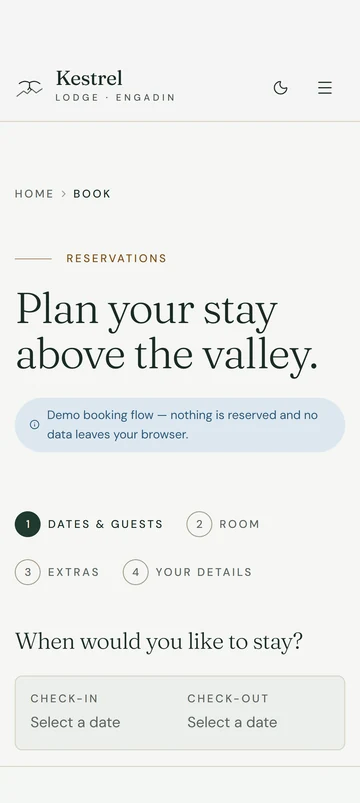 Kestrel
LODGE · ENGADIN
HOME > BOOK
RESERVATIONS
Plan your stay
above the valley.
Demo booking flow — nothing is reserved and no
data leaves your browser.
1 DATES & GUESTS 2 ROOM
3 EXTRAS 4 YOUR DETAILS
When would you like to stay?
CHECK-IN CHECK-OUT
Select a date Select a date